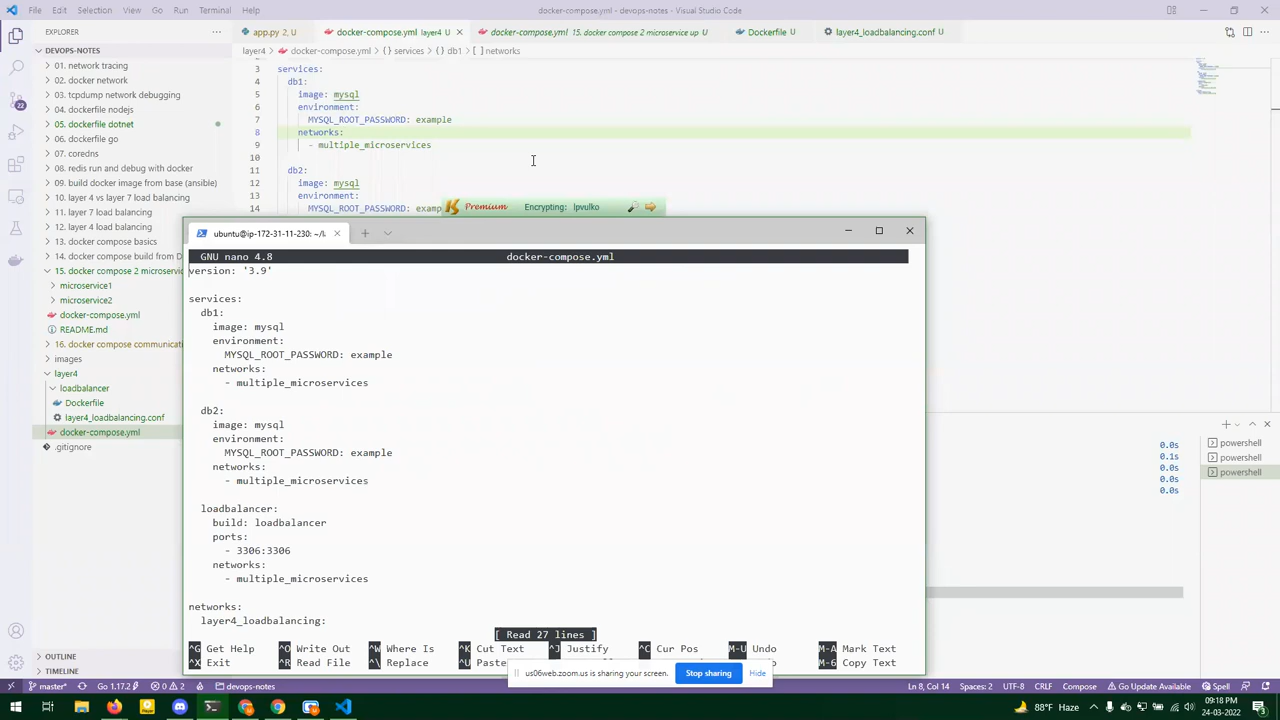 File Edit Selection View Go Run Terminal Help
docker-compose.yml - devops-notes - Visual Studio Code
EXPLORER
app.py 2, U
docker-compose.yml layer4 U
docker-compose.yml 15. docker compose 2 microservice up U
Dockerfile U
layer4_loadbalancing.conf U
layer4 > docker-compose.yml > {} services > {} db1 > [ ] networks
DEVOPS-NOTES
01. network tracing
02. docker network
03. tcpdump network debugging
04. dockerfile nodejs
05. dockerfile dotnet
06. dockerfile go
07. coredns
08. redis run and debug with docker
09. build docker image from base (ansible)
10. layer 4 vs layer 7 load balancing
11. layer 7 load balancing
12. layer 4 load balancing
13. docker compose basics
14. docker compose build from D
15. docker compose 2 microservic
microservice1
microservice2
docker-compose.yml
README.md
16. docker compose communicati
images
layer4
loadbalancer
Dockerfile
layer4_loadbalancing.conf
docker-compose.yml
.gitignore
OUTLINE
TIMELINE
3 services:
4 db1:
5 image: mysql
6 environment:
7 MYSQL_ROOT_PASSWORD: example
8 networks:
9 - multiple_microservices
10
11 db2:
12 image: mysql
13 environment:
14 MYSQL_ROOT_PASSWORD: examp
Premium Encrypting: lpvulko
ubuntu@ip-172-31-11-230: ~/l
GNU nano 4.8 docker-compose.yml
version: '3.9'
services:
db1:
image: mysql
environment:
MYSQL_ROOT_PASSWORD: example
networks:
- multiple_microservices
db2:
image: mysql
environment:
MYSQL_ROOT_PASSWORD: example
networks:
- multiple_microservices
loadbalancer:
build: loadbalancer
ports:
- 3306:3306
networks:
- multiple_microservices
networks:
layer4_loadbalancing:
[ Read 27 lines ]
^G Get Help ^O Write Out ^W Where Is ^K Cut Text ^J Justify ^C Cur Pos M-U Undo M-A Mark Text
^X Exit ^R Read File ^\ Replace ^U Paste M-6 Copy Text
us06web.zoom.us is sharing your screen. Stop sharing Hide
0.0s
0.1s
0.0s
0.0s
0.0s
powershell
powershell
powershell
22
master* Go 1.17.2 0 2 devops-notes
Ln 8, Col 14 Spaces: 2 UTF-8 CRLF Compose Go Update Available Spell
88°F Haze
09:18 PM
24-03-2022